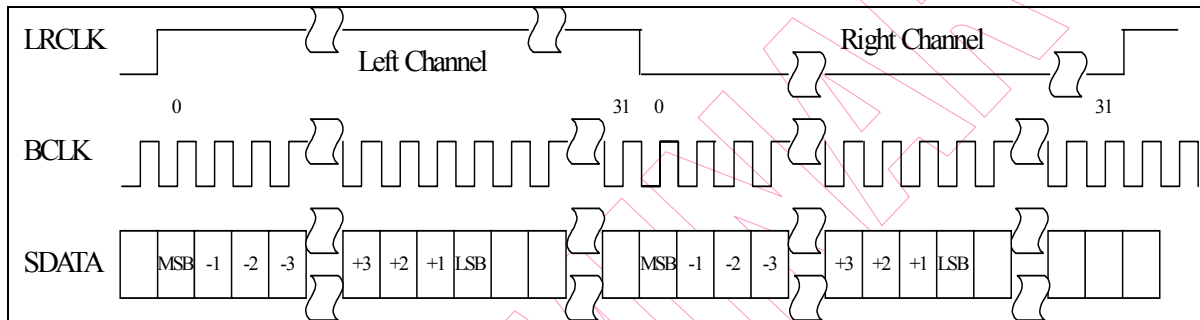 LRCLK
Left Channel
Right Channel
0 31 0 31
BCLK
SDATA MSB -1 -2 -3 +3 +2 +1 LSB MSB -1 -2 -3 +3 +2 +1 LSB